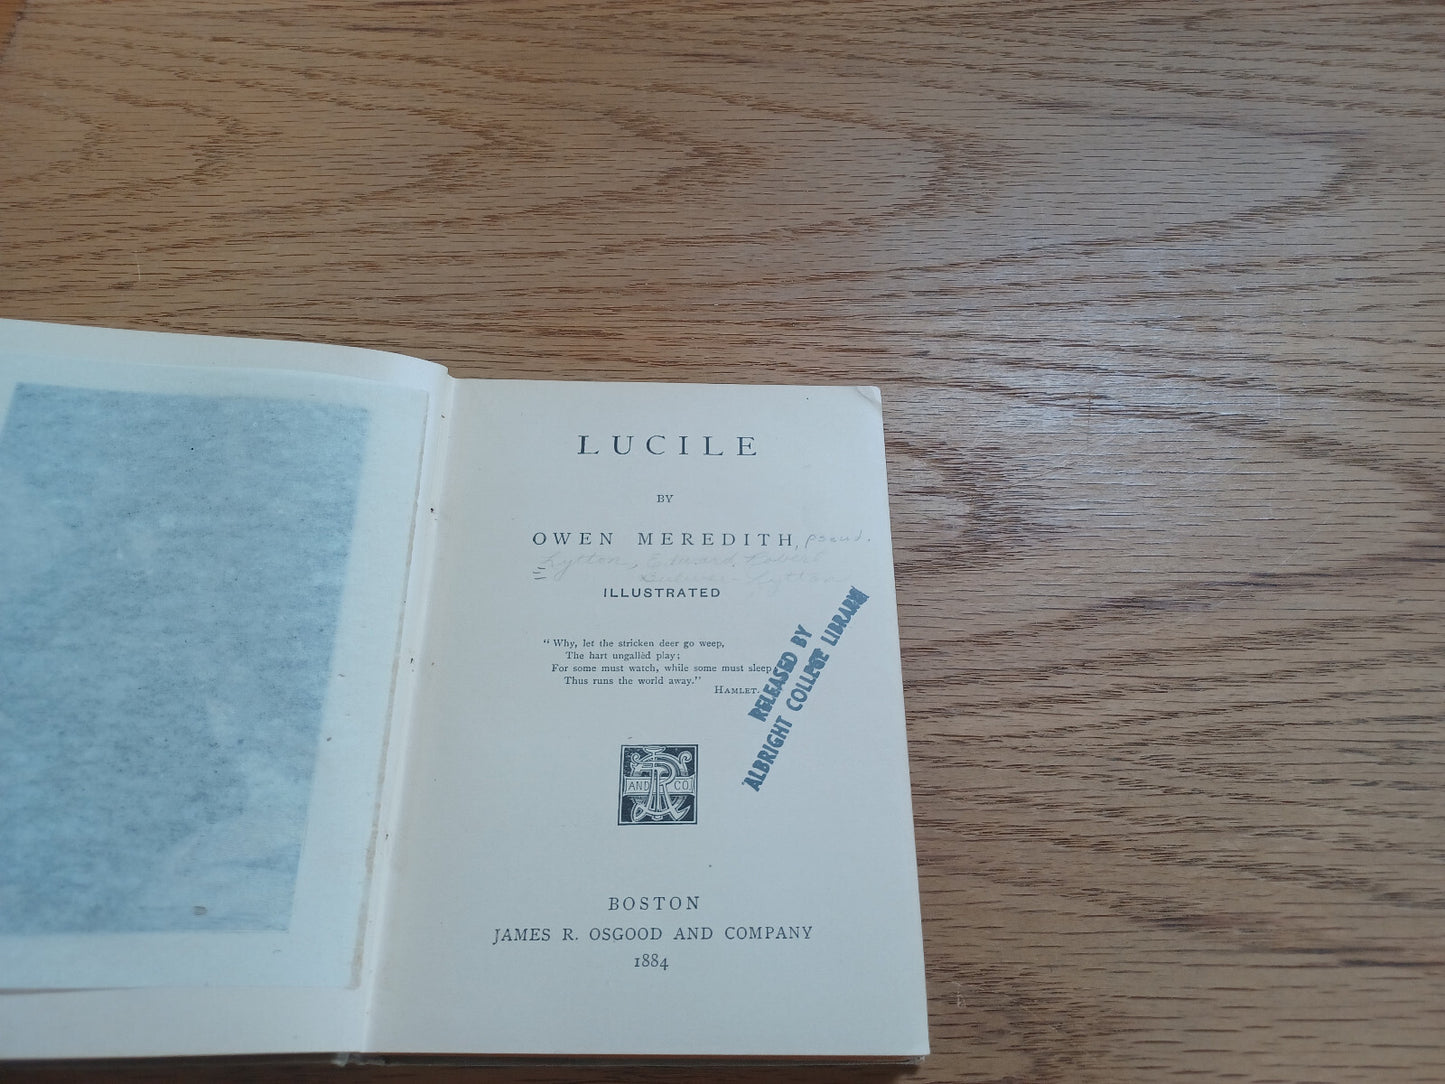 LUCILE
BY
OWEN MEREDITH, pseud.
Lytton, Edward Robert
Bulwer-Lytton
ILLUSTRATED
"Why, let the stricken deer go weep,
The hart ungallèd play;
For some must watch, while some must sleep
Thus runs the world away."
HAMLET.
RELEASED BY
ALBRIGHT COLLEGE LIBRARY
JR
AND CO.
BOSTON
JAMES R. OSGOOD AND COMPANY
1884